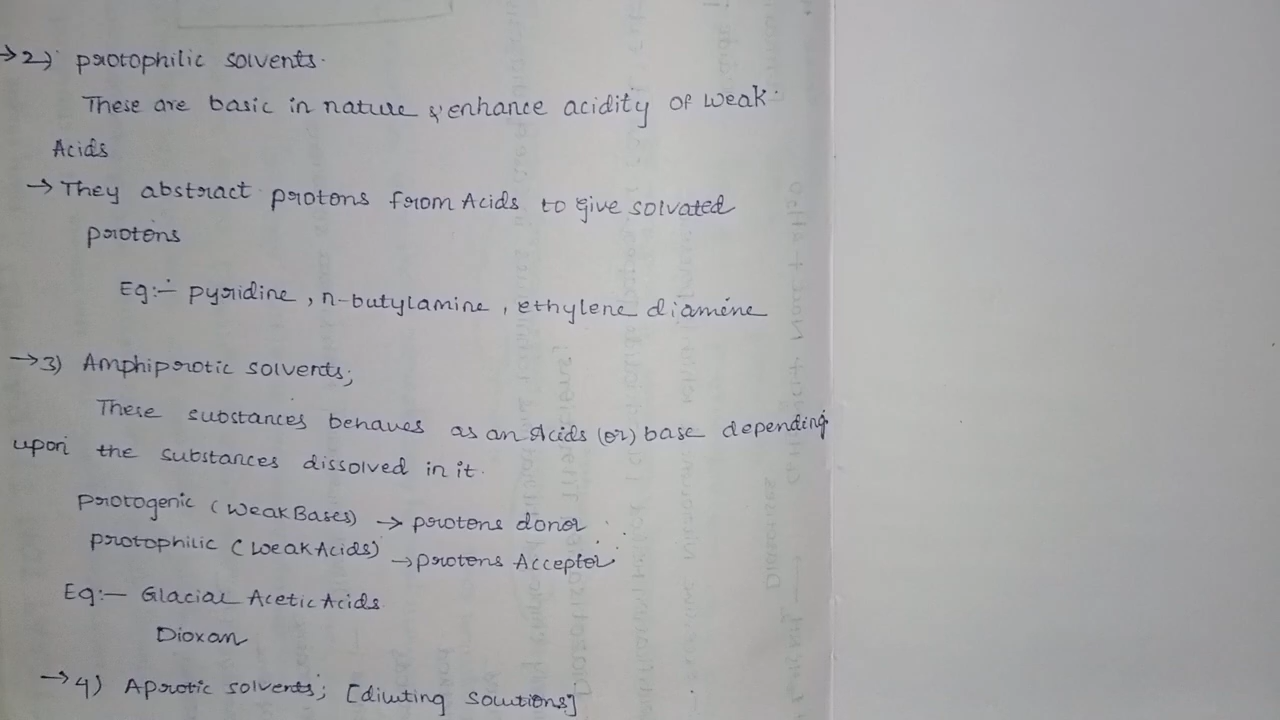 →2) protophilic solvents.
These are basic in nature & enhance acidity of weak
Acids
→ They abstract protons from Acids to give solvated
protons
Eg:- pyridine, n-butylamine, ethylene diamine
→3) Amphiprotic solvents;
These substances behaves as an Acids (or) base depending
upon the substances dissolved in it.
protogenic (weak Bases) → protons donor
protophilic (weak Acids) → protons Acceptor
Eg:- Glacial Acetic Acids
Dioxan
→4) Aprotic solvents; [diluting solutions]